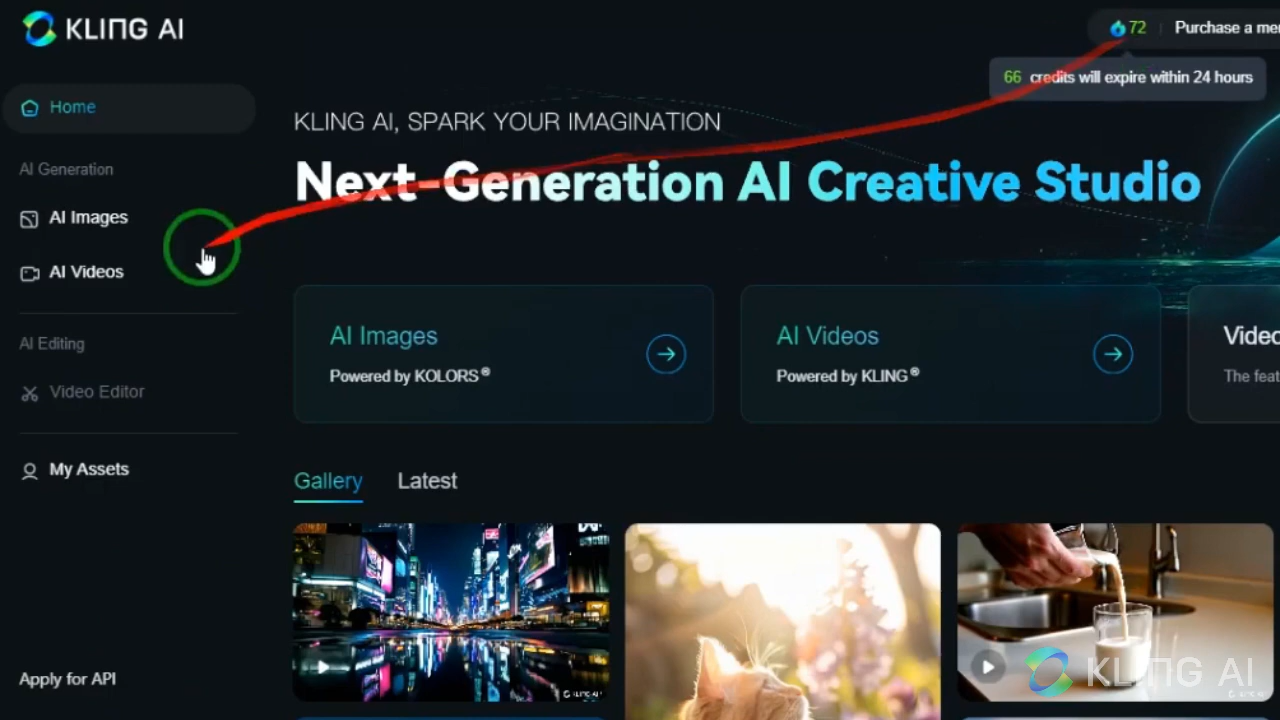 KLING AI
72
Purchase a me
66 credits will expire within 24 hours
Home
AI Generation
AI Images
AI Videos
AI Editing
Video Editor
My Assets
Apply for API
KLING AI, SPARK YOUR IMAGINATION
Next-Generation AI Creative Studio
AI Images
Powered by KOLORS®
AI Videos
Powered by KLING®
Video
The feat
Gallery
Latest
KLING AI
KLING AI